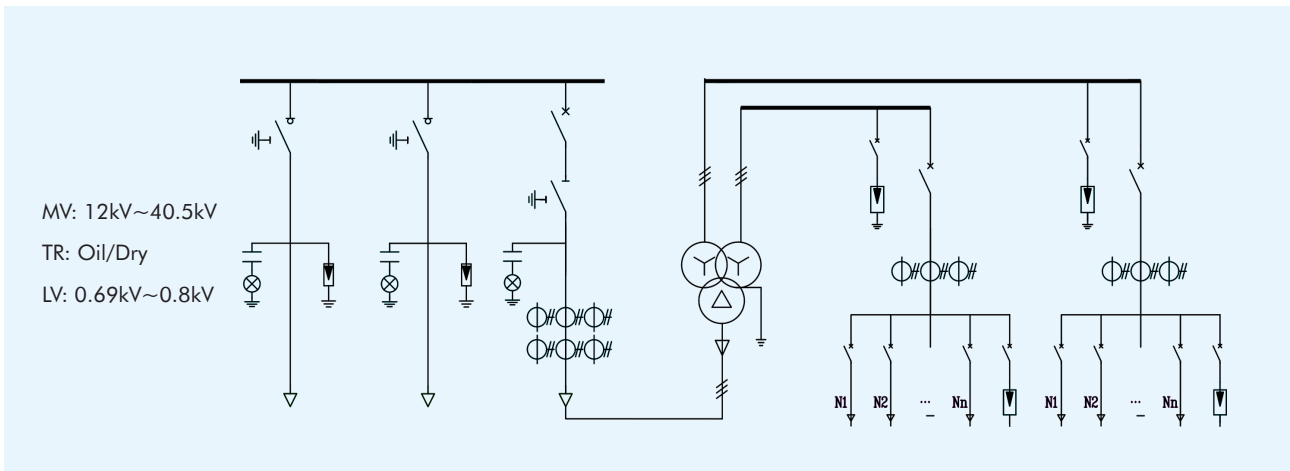 MV: 12kV~40.5kV
TR: Oil/Dry
LV: 0.69kV~0.8kV
N1 N2 ... Nn N1 N2 ... Nn